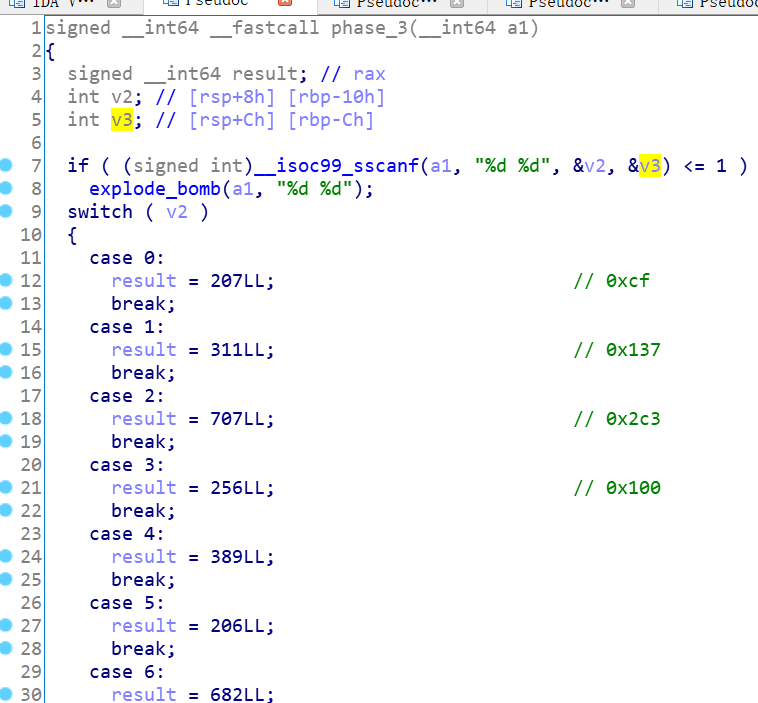 IDA V··· Pseudoc Pseudoc··· Pseudoc··· Pseudoc
1 signed __int64 __fastcall phase_3(__int64 a1)
2 {
3 signed __int64 result; // rax
4 int v2; // [rsp+8h] [rbp-10h]
5 int v3; // [rsp+Ch] [rbp-Ch]
6
7 if ( (signed int)__isoc99_sscanf(a1, "%d %d", &v2, &v3) <= 1 )
8 explode_bomb(a1, "%d %d");
9 switch ( v2 )
10 {
11 case 0:
12 result = 207LL; // 0xcf
13 break;
14 case 1:
15 result = 311LL; // 0x137
16 break;
17 case 2:
18 result = 707LL; // 0x2c3
19 break;
20 case 3:
21 result = 256LL; // 0x100
22 break;
23 case 4:
24 result = 389LL;
25 break;
26 case 5:
27 result = 206LL;
28 break;
29 case 6:
30 result = 682LL;